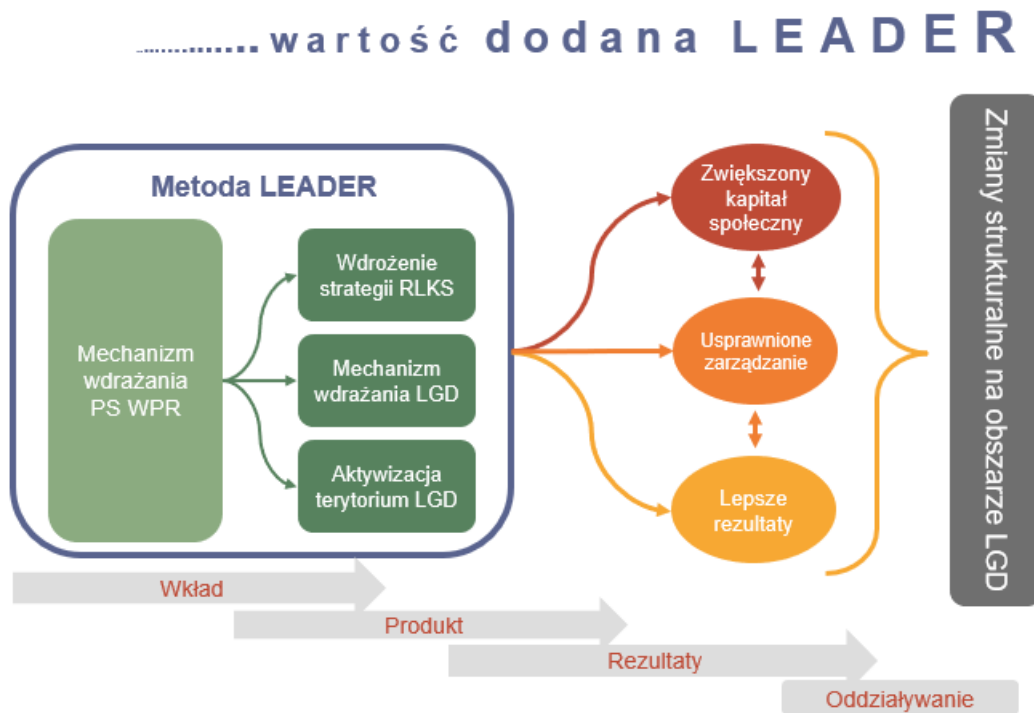 ................ wartość dodana LEADER
Metoda LEADER
Mechanizm
wdrażania
PS WPR
Wdrożenie
strategii RLKS
Mechanizm
wdrażania LGD
Aktywizacja
terytorium LGD
Zwiększony
kapitał
społeczny
Usprawnione
zarządzanie
Lepsze
rezultaty
Zmiany strukturalne na obszarze LGD
Wkład
Produkt
Rezultaty
Oddziaływanie